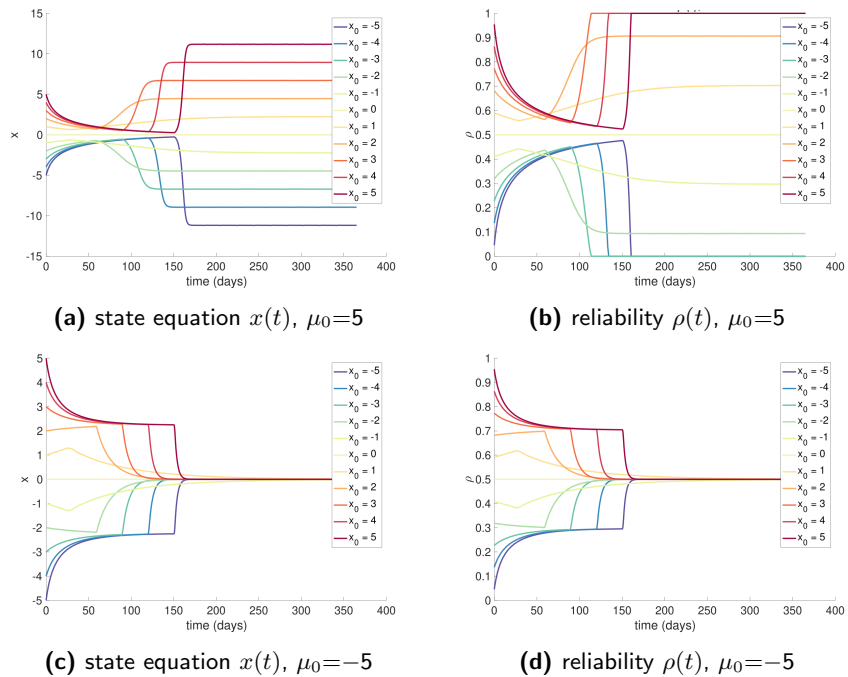 15
10
5
0
-5
-10
-15
x
0 50 100 150 200 250 300 350 400
time (days)
x0 = -5
x0 = -4
x0 = -3
x0 = -2
x0 = -1
x0 = 0
x0 = 1
x0 = 2
x0 = 3
x0 = 4
x0 = 5
(a) state equation x(t), μ0=5
1
0.9
0.8
0.7
0.6
0.5
0.4
0.3
0.2
0.1
0
ρ
0 50 100 150 200 250 300 350 400
time (days)
x0 = -5
x0 = -4
x0 = -3
x0 = -2
x0 = -1
x0 = 0
x0 = 1
x0 = 2
x0 = 3
x0 = 4
x0 = 5
(b) reliability ρ(t), μ0=5
5
4
3
2
1
0
-1
-2
-3
-4
-5
x
0 50 100 150 200 250 300 350 400
time (days)
x0 = -5
x0 = -4
x0 = -3
x0 = -2
x0 = -1
x0 = 0
x0 = 1
x0 = 2
x0 = 3
x0 = 4
x0 = 5
(c) state equation x(t), μ0=−5
1
0.9
0.8
0.7
0.6
0.5
0.4
0.3
0.2
0.1
0
ρ
0 50 100 150 200 250 300 350 400
time (days)
x0 = -5
x0 = -4
x0 = -3
x0 = -2
x0 = -1
x0 = 0
x0 = 1
x0 = 2
x0 = 3
x0 = 4
x0 = 5
(d) reliability ρ(t), μ0=−5